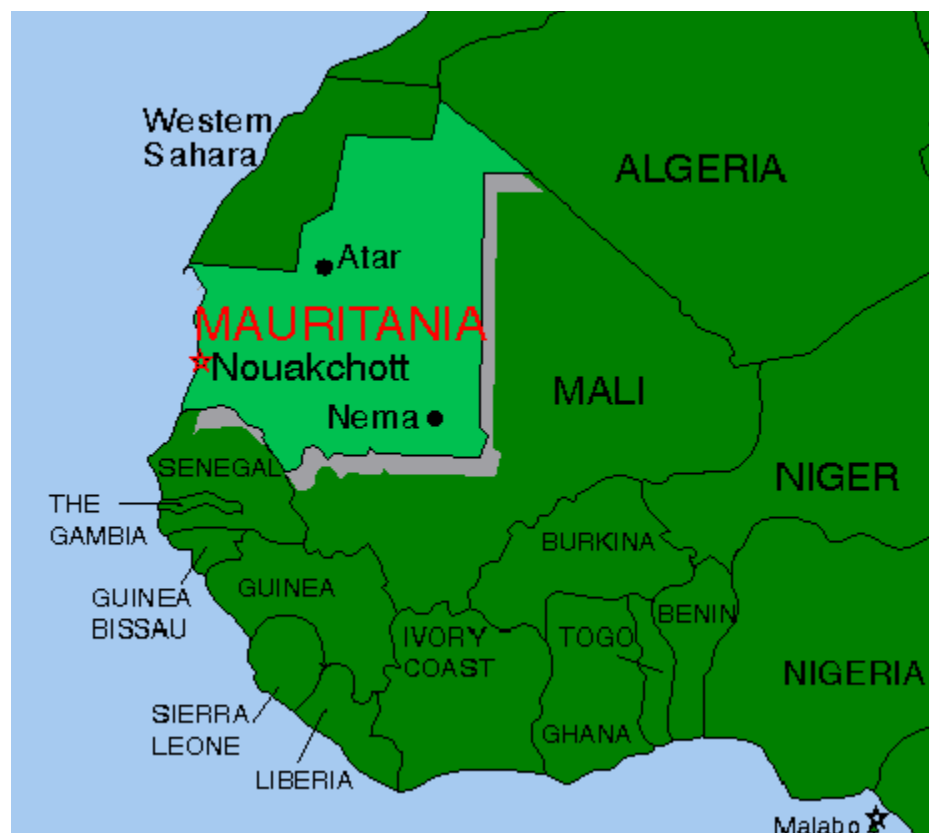 Western
Sahara
ALGERIA
Atar
MAURITANIA
Nouakchott
MALI
Nema
SENEGAL
NIGER
THE
GAMBIA
BURKINA
GUINEA
BISSAU
GUINEA
BENIN
IVORY
COAST
TOGO
NIGERIA
SIERRA
LEONE
GHANA
LIBERIA
Malabo